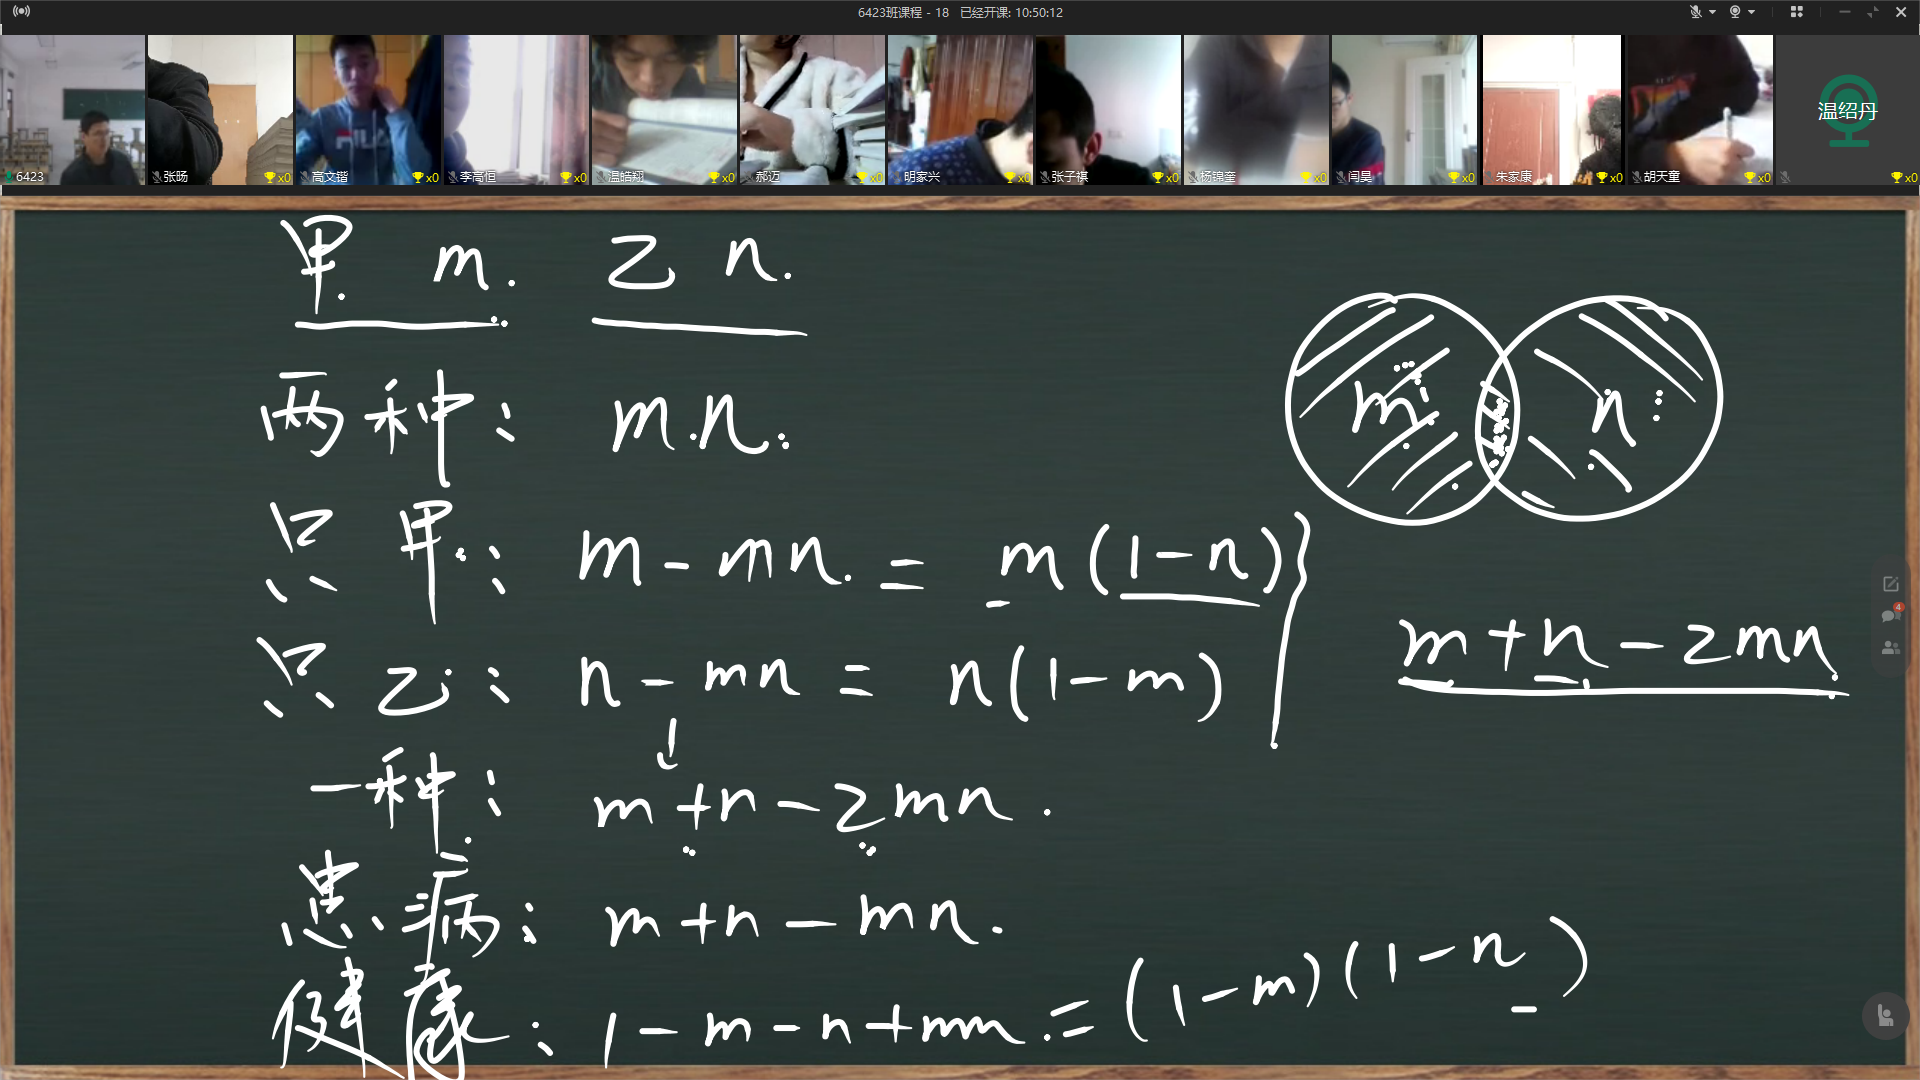 6423班课程 - 18 已经开课: 10:50:12
6423
张旸 x0
高文锴 x0
李高恒 x0
温皓翔 x0
郝迈 x0
明家兴 x0
张子祺 x0
杨锦奎 x0
闫昊 x0
朱家康 x0
胡天童 x0
温绍丹 x0
甲 m. 乙 n.
两种: m.n.
只甲: m-mn. = m(1-n)
只乙: n-mn = n(1-m)
m+n-2mn
一种: m+n-2mn.
患病: m+n-mn.
健康: 1-m-n+mn. = (1-m)(1-n)
m n
4